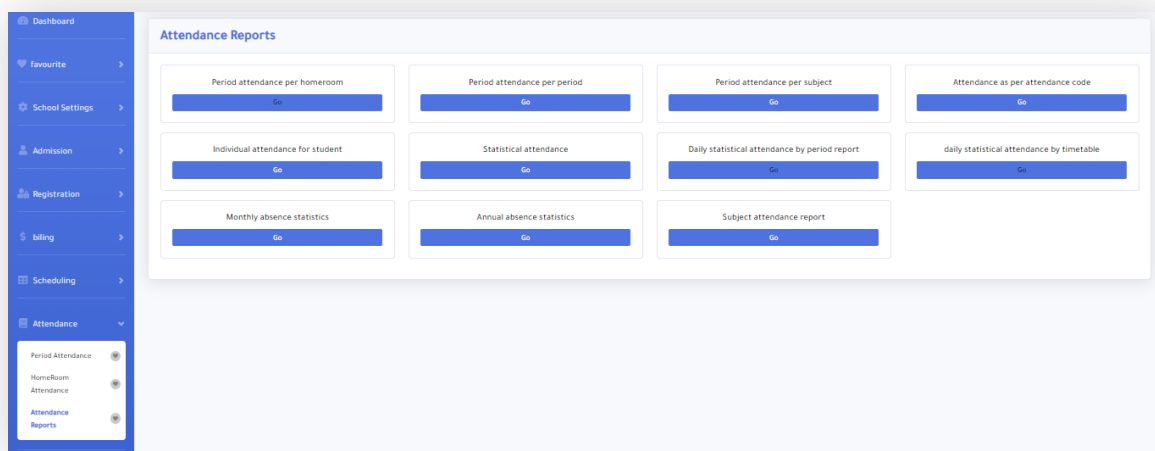 Dashboard
favourite
School Settings
Admission
Registration
biling
Scheduling
Attendance
Period Attendance
HomeRoom
Attendance
Attendance
Reports
Attendance Reports
Period attendance per homeroom
Go
Period attendance per period
Go
Period attendance per subject
Go
Attendance as per attendance code
Go
Individual attendance for student
Go
Statistical attendance
Go
Daily statistical attendance by period report
Go
daily statistical attendance by timetable
Go
Monthly absence statistics
Go
Annual absence statistics
Go
Subject attendance report
Go